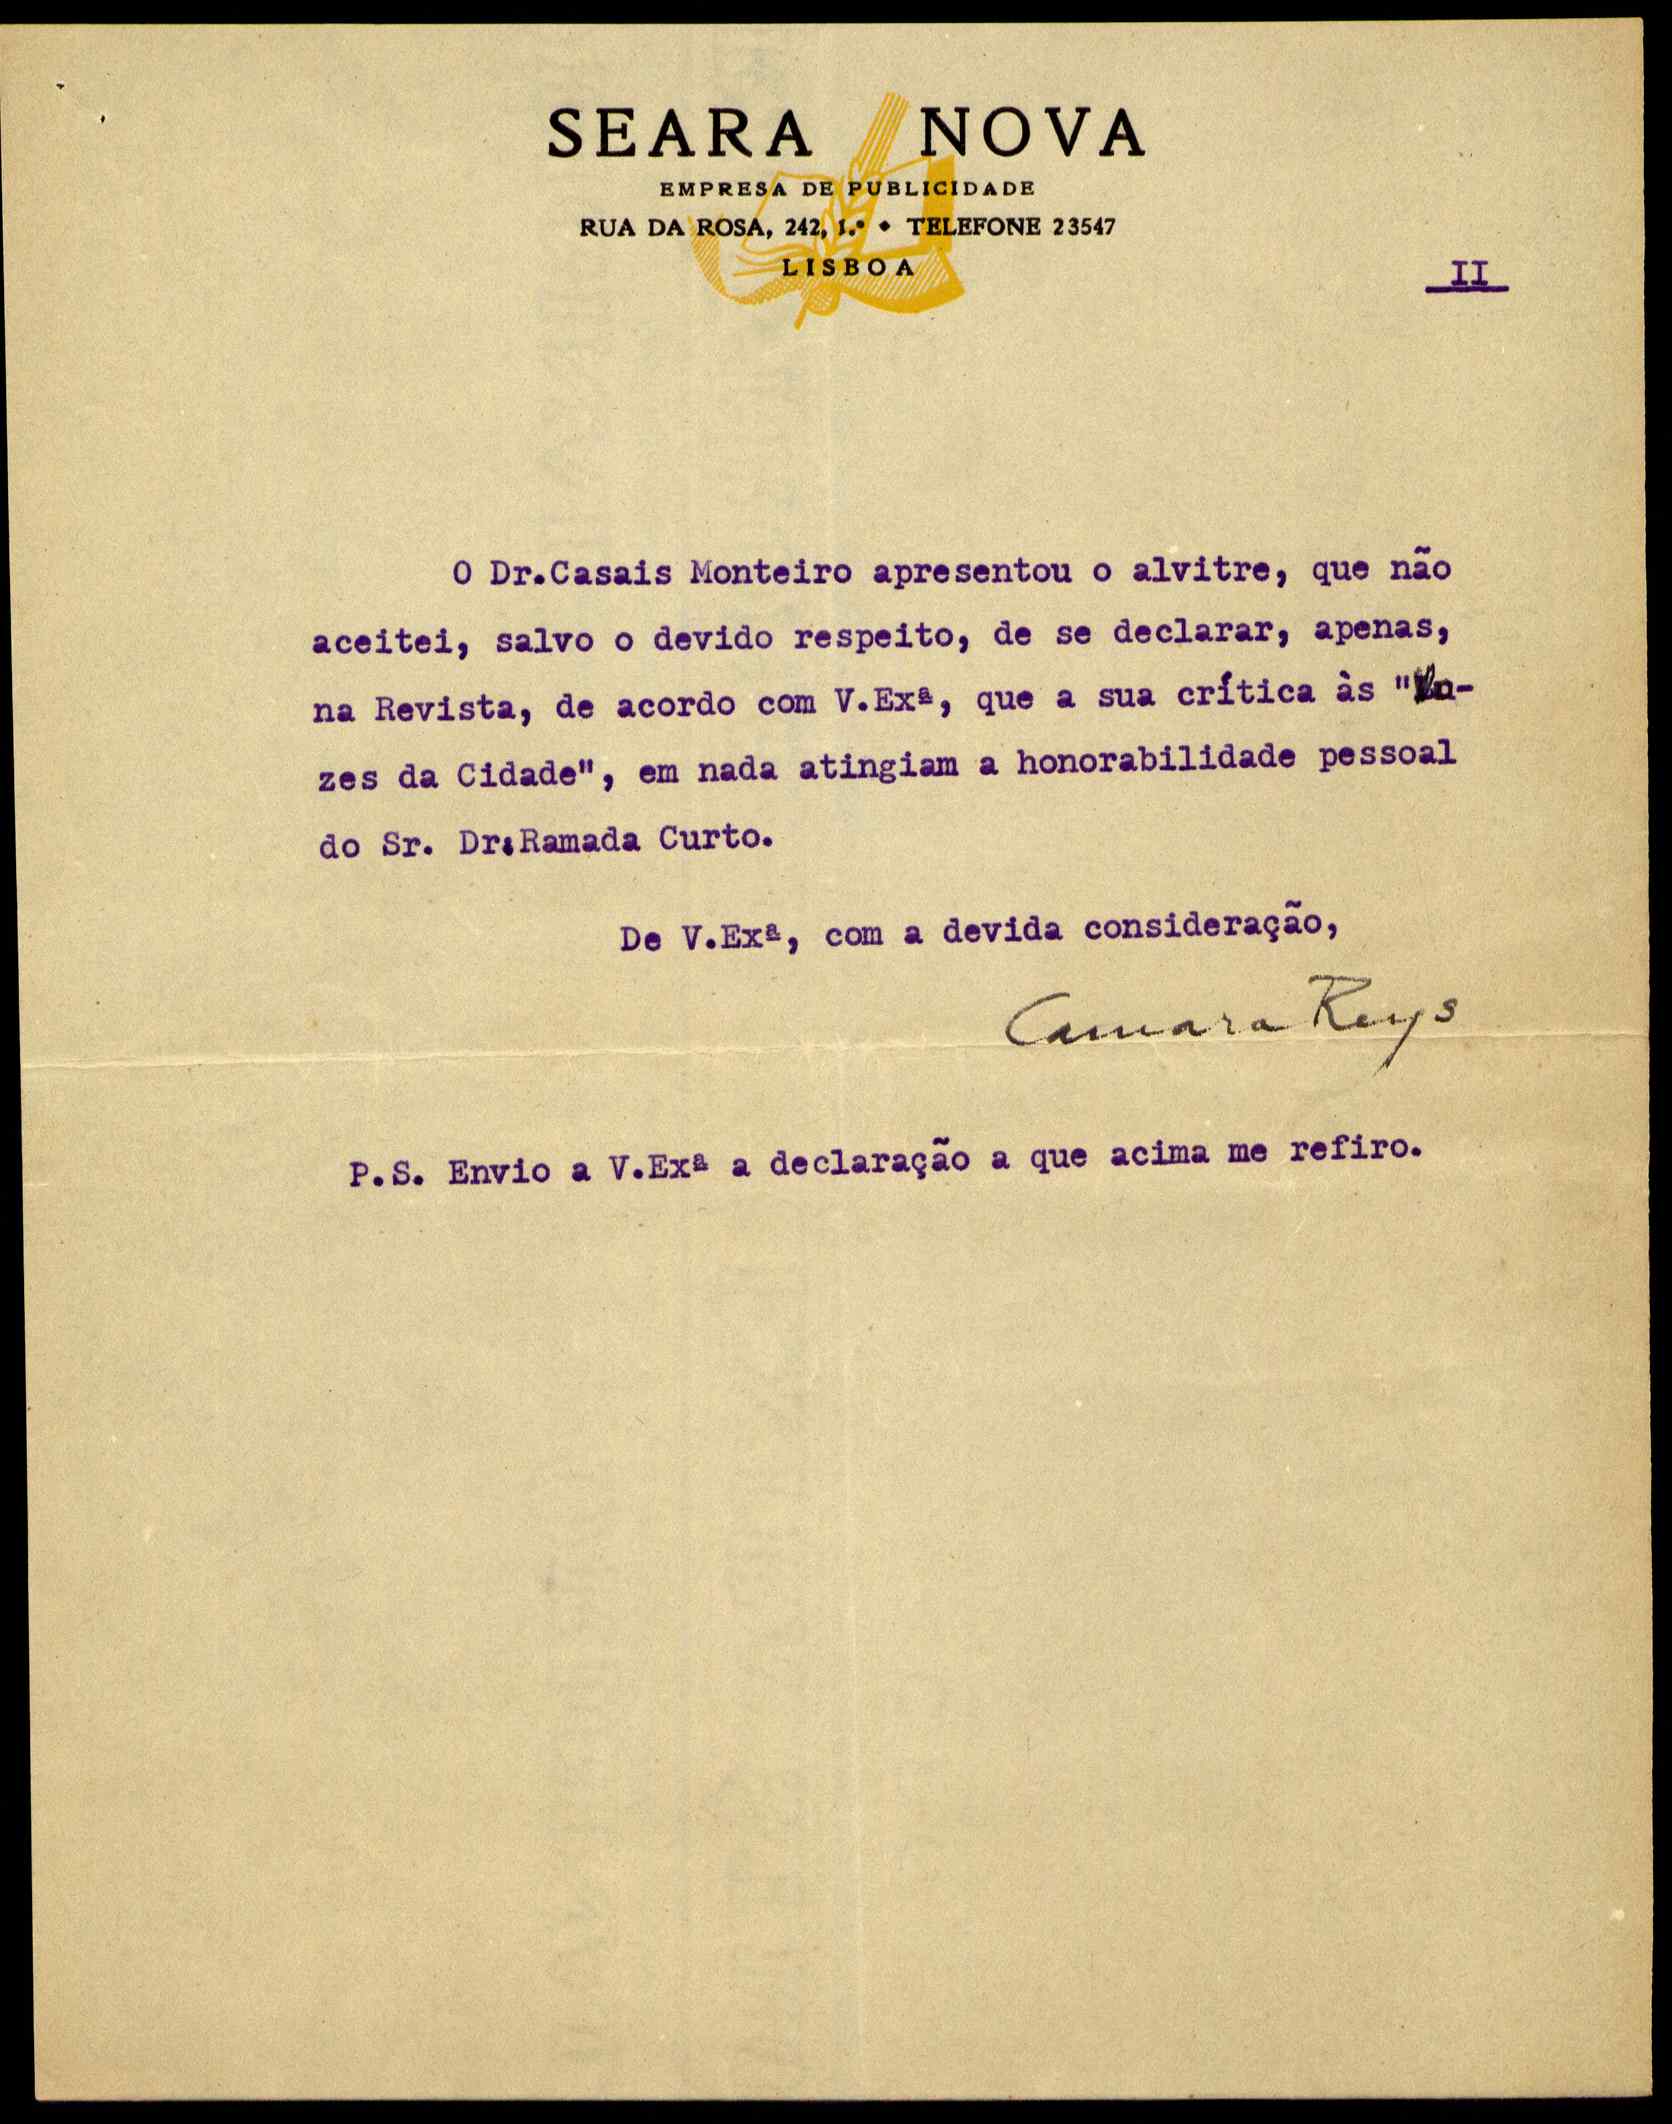 SEARA NOVA
EMPRESA DE PUBLICIDADE
RUA DA ROSA, 242, 1.º • TELEFONE 23547
LISBOA
II
O Dr.Casais Monteiro apresentou o alvitre, que não
aceitei, salvo o devido respeito, de se declarar, apenas,
na Revista, de acordo com V.Exª, que a sua crítica às "
zes da Cidade", em nada atingiam a honorabilidade pessoal
do Sr. Dr.Ramada Curto.
De V.Exª, com a devida consideração,
Camara Reys
P.S. Envio a V.Exª a declaração a que acima me refiro.